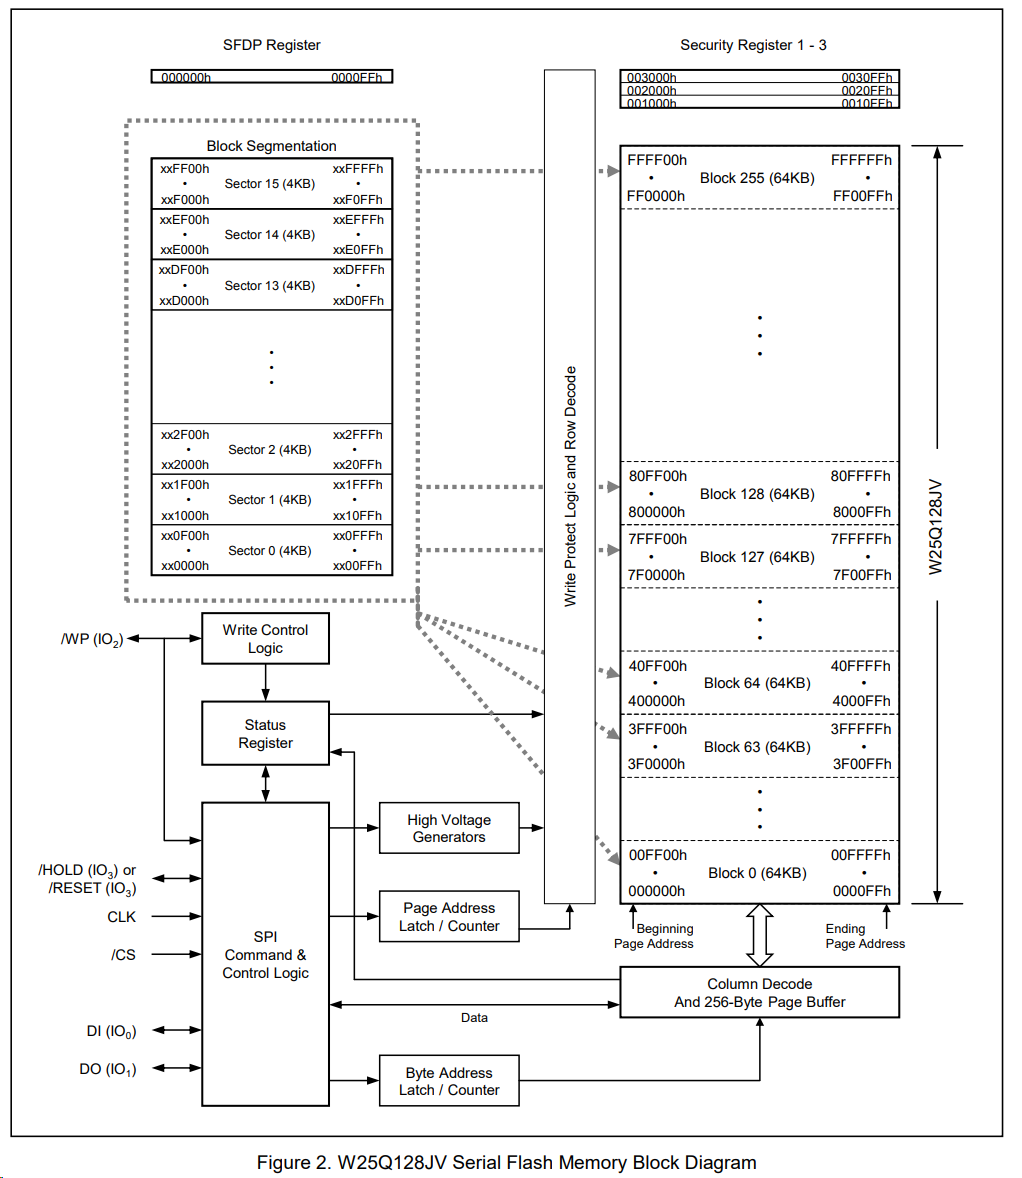 SFDP Register
000000h 0000FFh
Security Register 1 - 3
003000h 0030FFh
002000h 0020FFh
001000h 0010FFh
Block Segmentation
xxFF00h xxFFFFh
• Sector 15 (4KB) •
xxF000h xxF0FFh
xxEF00h xxEFFFh
• Sector 14 (4KB) •
xxE000h xxE0FFh
xxDF00h xxDFFFh
• Sector 13 (4KB) •
xxD000h xxD0FFh
xx2F00h xx2FFFh
• Sector 2 (4KB) •
xx2000h xx20FFh
xx1F00h xx1FFFh
• Sector 1 (4KB) •
xx1000h xx10FFh
xx0F00h xx0FFFh
• Sector 0 (4KB) •
xx0000h xx00FFh
Write Protect Logic and Row Decode
FFFF00h FFFFFFh
• Block 255 (64KB) •
FF0000h FF00FFh
80FF00h 80FFFFh
• Block 128 (64KB) •
800000h 8000FFh
7FFF00h 7FFFFFh
• Block 127 (64KB) •
7F0000h 7F00FFh
40FF00h 40FFFFh
• Block 64 (64KB) •
400000h 4000FFh
3FFF00h 3FFFFFh
• Block 63 (64KB) •
3F0000h 3F00FFh
00FF00h 00FFFFh
• Block 0 (64KB) •
000000h 0000FFh
W25Q128JV
Beginning
Page Address
Ending
Page Address
/WP (IO2)
Write Control
Logic
Status
Register
High Voltage
Generators
/HOLD (IO3) or
/RESET (IO3)
CLK
/CS
DI (IO0)
DO (IO1)
SPI
Command &
Control Logic
Page Address
Latch / Counter
Column Decode
And 256-Byte Page Buffer
Data
Byte Address
Latch / Counter
Figure 2. W25Q128JV Serial Flash Memory Block Diagram